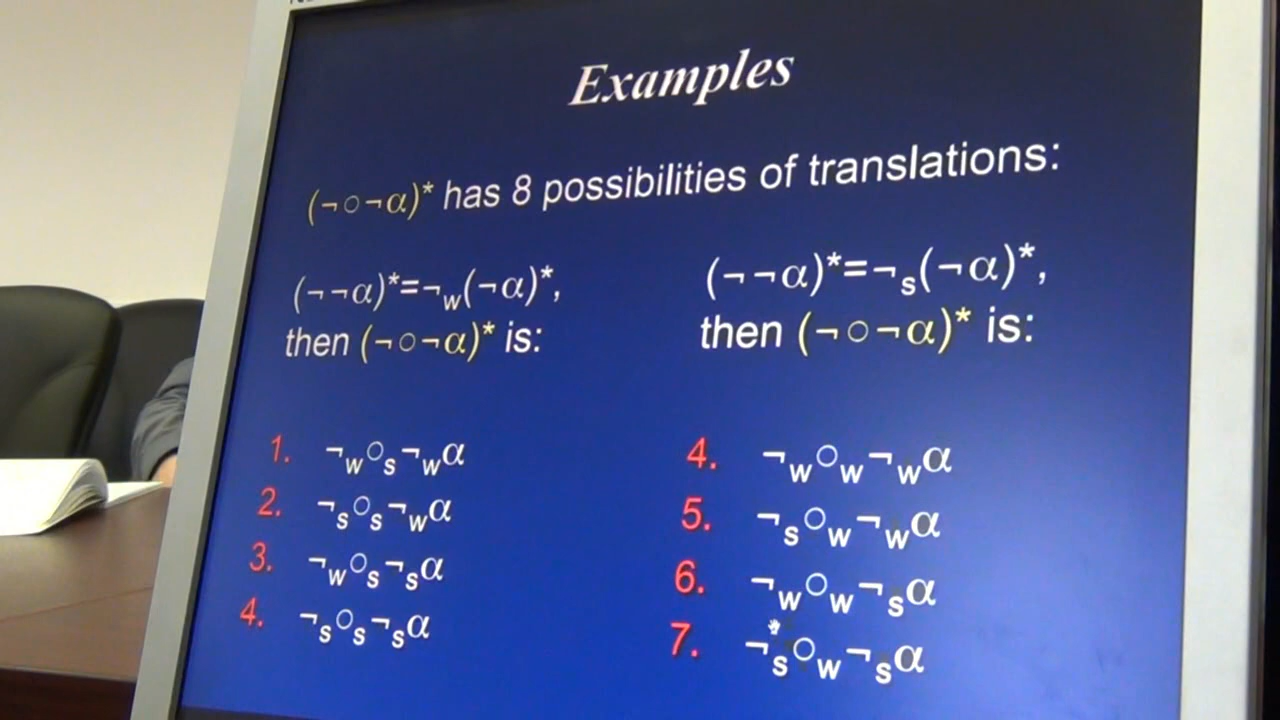 Examples
(¬○¬α)* has 8 possibilities of translations:
(¬¬α)*=¬w(¬α)*,
then (¬○¬α)* is:
1. ¬w○s¬wα
2. ¬s○s¬wα
3. ¬w○s¬sα
4. ¬s○s¬sα
(¬¬α)*=¬s(¬α)*,
then (¬○¬α)* is:
4. ¬w○w¬wα
5. ¬s○w¬wα
6. ¬w○w¬sα
7. ¬s○w¬sα